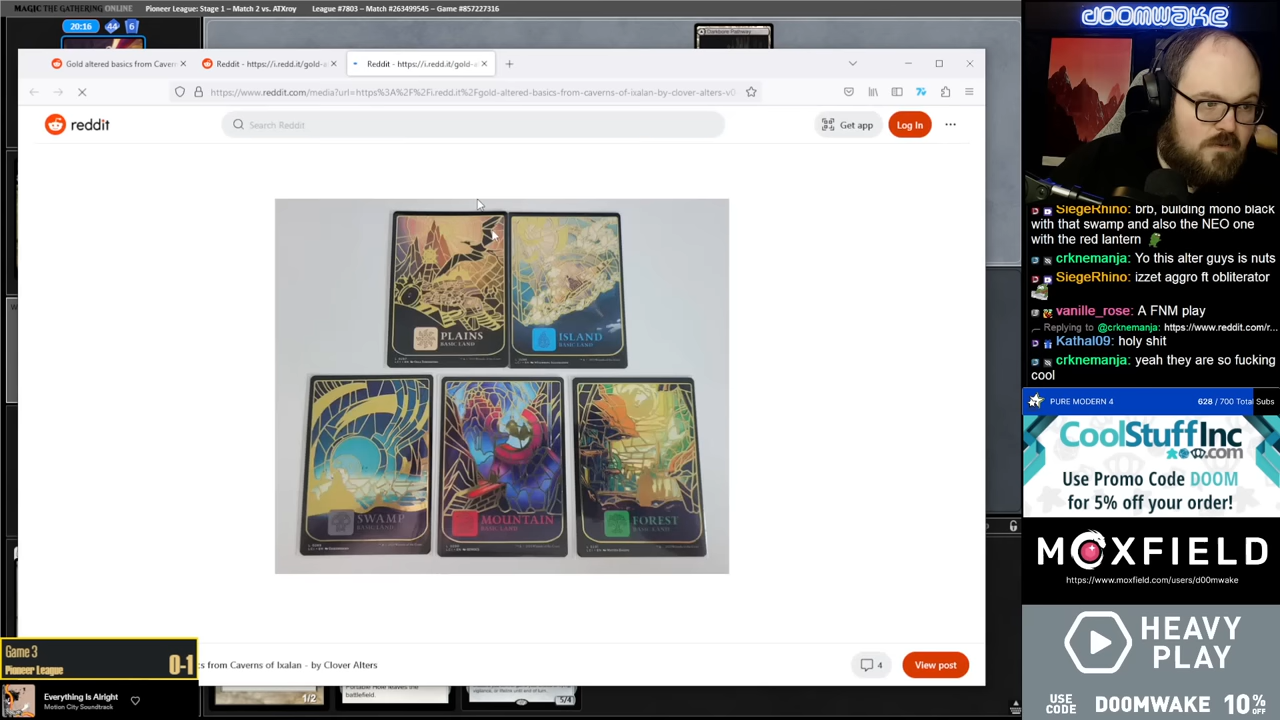 MAGIC THE GATHERING ONLINE
Pioneer League: Stage 1 - Match 2 vs. ATXroy
League #7803 - Match #263499545 - Game #857227316
20:16 44 6
Gold altered basics from Cavern
Reddit - https://i.redd.it/gold-a
Reddit - https://i.redd.it/gold-a
https://www.reddit.com/media?url=https%3A%2F%2Fi.redd.it%2Fgold-altered-basics-from-caverns-of-ixalan-by-clover-alters-v0
reddit
Search Reddit
Get app
Log In
PLAINS
BASIC LAND
ISLAND
BASIC LAND
SWAMP
BASIC LAND
MOUNTAIN
BASIC LAND
FOREST
BASIC LAND
cs from Caverns of Ixalan - by Clover Alters
4
View post
Game 3
Pioneer League
0-1
Everything Is Alright
Motion City Soundtrack
1/2
battlefield.
5/4
doomwake
SiegeRhino: brb, building mono black
with that swamp and also the NEO one
with the red lantern
crknemanja: Yo this alter guys is nuts
SiegeRhino: izzet aggro ft obliterator
vanille_rose: A FNM play
Replying to @crknemanja: https://www.reddit.com/r...
Kathal09: holy shit
crknemanja: yeah they are so fucking
cool
PURE MODERN 4
628 / 700 Total Subs
CoolStuffInc
.com
Use Promo Code DOOM
for 5% off your order!
MOXFIELD
https://www.moxfield.com/users/d00mwake
HEAVY
PLAY
USE
CODE
D00MWAKE
10%
OFF